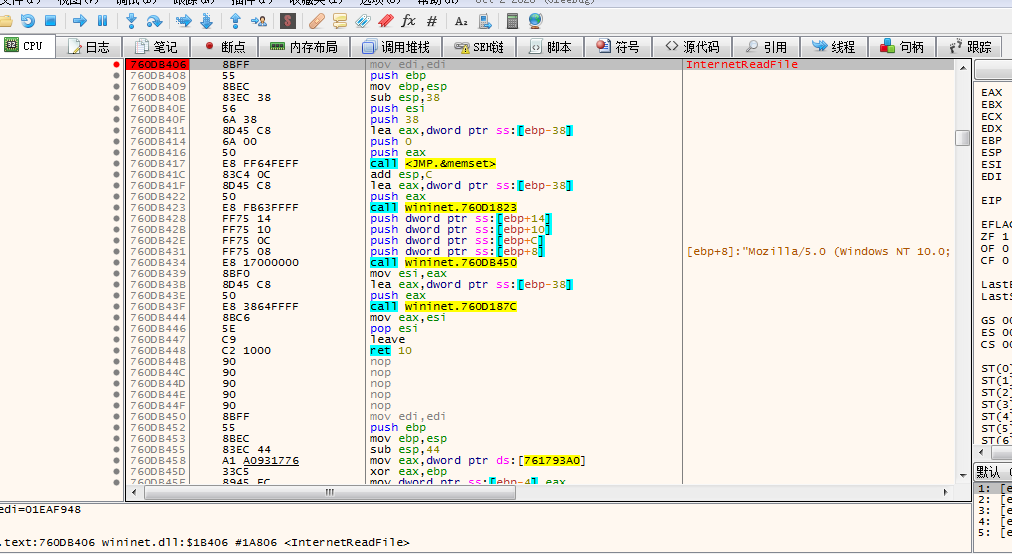 Oct 2 2020 (TitanEngine)
CPU 日志 笔记 断点 内存布局 调用堆栈 SEH链 脚本 符号 源代码 引用 线程 句柄 跟踪
760DB406 8BFF mov edi,edi InternetReadFile
760DB408 55 push ebp
760DB409 8BEC mov ebp,esp
760DB40B 83EC 38 sub esp,38
760DB40E 56 push esi
760DB40F 6A 38 push 38
760DB411 8D45 C8 lea eax,dword ptr ss:[ebp-38]
760DB414 6A 00 push 0
760DB416 50 push eax
760DB417 E8 FF64FEFF call <JMP.&memset>
760DB41C 83C4 0C add esp,C
760DB41F 8D45 C8 lea eax,dword ptr ss:[ebp-38]
760DB422 50 push eax
760DB423 E8 FB63FFFF call wininet.760D1823
760DB428 FF75 14 push dword ptr ss:[ebp+14]
760DB42B FF75 10 push dword ptr ss:[ebp+10]
760DB42E FF75 0C push dword ptr ss:[ebp+C]
760DB431 FF75 08 push dword ptr ss:[ebp+8] [ebp+8]:"Mozilla/5.0 (Windows NT 10.0;
760DB434 E8 17000000 call wininet.760DB450
760DB439 8BF0 mov esi,eax
760DB43B 8D45 C8 lea eax,dword ptr ss:[ebp-38]
760DB43E 50 push eax
760DB43F E8 3864FFFF call wininet.760D187C
760DB444 8BC6 mov eax,esi
760DB446 5E pop esi
760DB447 C9 leave
760DB448 C2 1000 ret 10
760DB44B 90 nop
760DB44C 90 nop
760DB44D 90 nop
760DB44E 90 nop
760DB44F 90 nop
760DB450 8BFF mov edi,edi
760DB452 55 push ebp
760DB453 8BEC mov ebp,esp
760DB455 83EC 44 sub esp,44
760DB458 A1 A0931776 mov eax,dword ptr ds:[761793A0]
760DB45D 33C5 xor eax,ebp
760DB45F 8945 FC mov dword ptr ss:[ebp-4],eax
EAX
EBX
ECX
EDX
EBP
ESP
ESI
EDI
EIP
EFLAG
ZF 1
OF 0
CF 0
LastE
LastS
GS 00
ES 00
CS 00
ST(0)
ST(1)
ST(2)
ST(3)
ST(4)
ST(5)
ST(6)
默认
1: [e
2: [e
3: [e
4: [e
5: [e
edi=01EAF948
.text:760DB406 wininet.dll:$1B406 #1A806 <InternetReadFile>